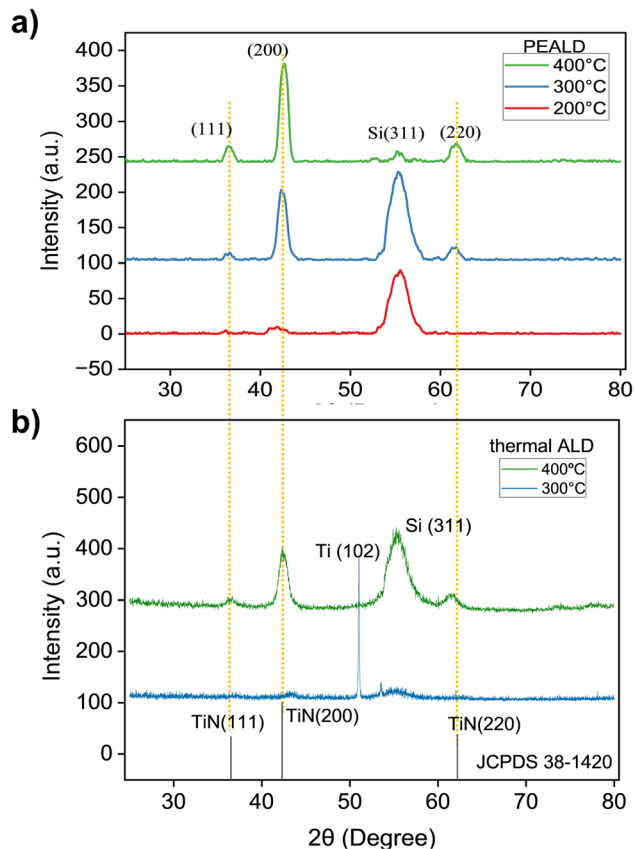 a)
PEALD
400°C
300°C
200°C
(111)
(200)
Si(311)
(220)
Intensity (a.u.)
400
350
300
250
200
150
100
50
0
−50
30 40 50 60 70 80
b)
thermal ALD
400°C
300°C
Ti (102)
Si (311)
Intensity (a.u.)
600
500
400
300
200
100
0
TiN(111)
TiN(200)
TiN(220)
JCPDS 38-1420
30 40 50 60 70 80
2θ (Degree)